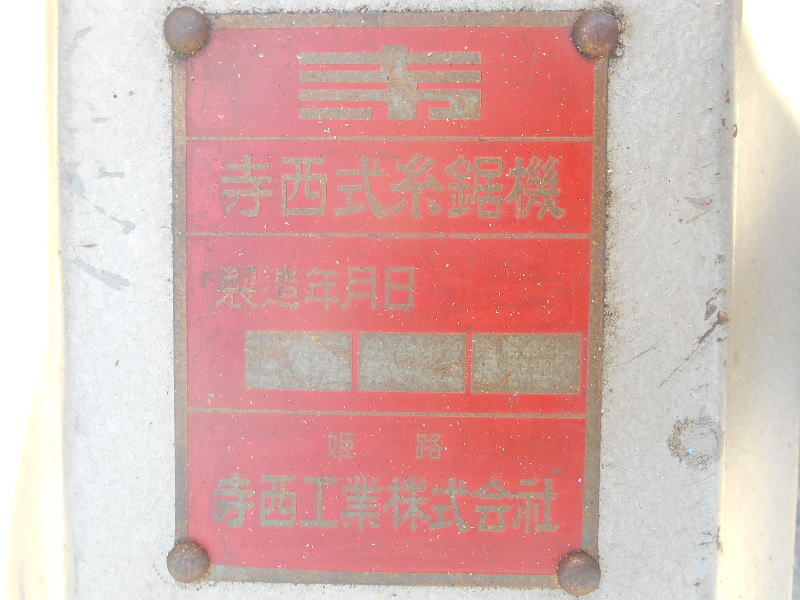 寺西式糸鋸機
製造年月日
姫路
寺西工業株式会社